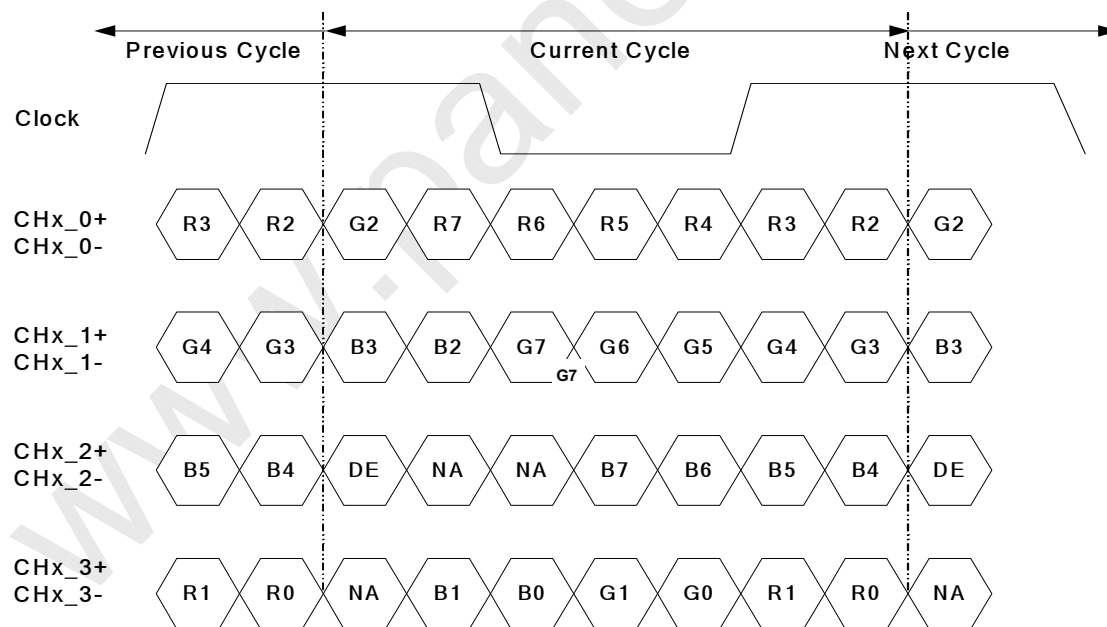 Previous Cycle Current Cycle Next Cycle
Clock
CHx_0+
CHx_0-
R3 R2 G2 R7 R6 R5 R4 R3 R2 G2
CHx_1+
CHx_1-
G4 G3 B3 B2 G7 G6 G5 G4 G3 B3
G7
CHx_2+
CHx_2-
B5 B4 DE NA NA B7 B6 B5 B4 DE
CHx_3+
CHx_3-
R1 R0 NA B1 B0 G1 G0 R1 R0 NA
www.pan